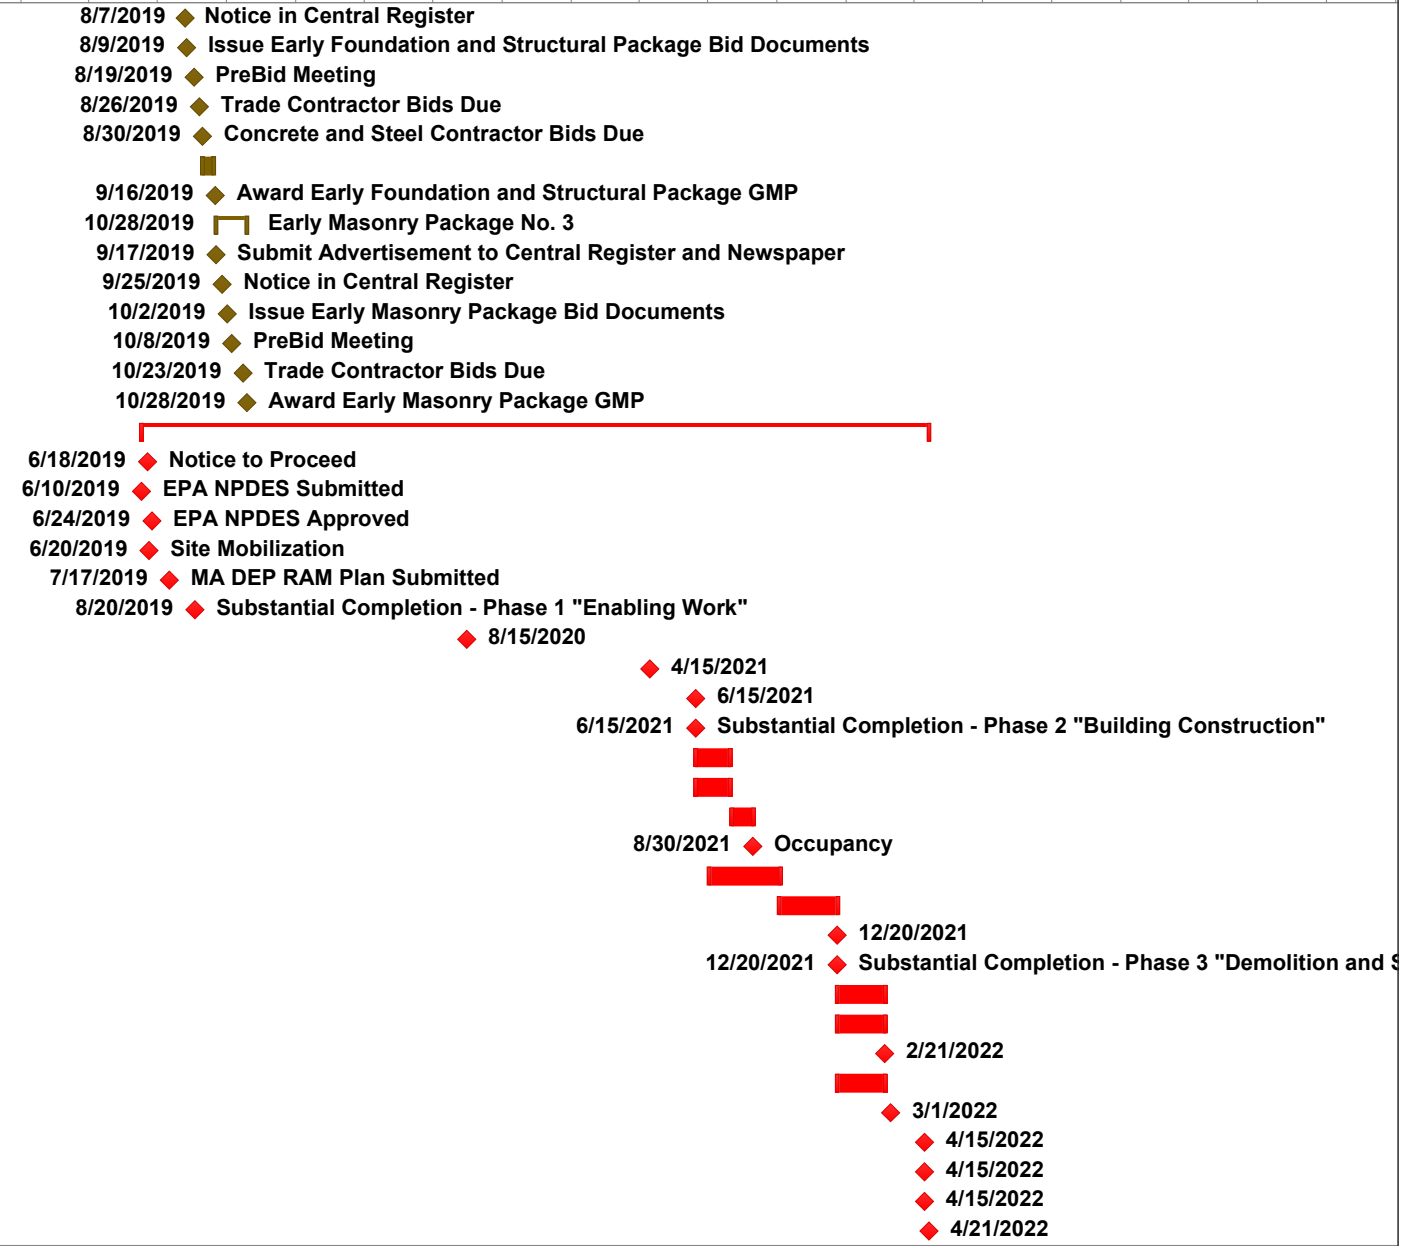 8/7/2019 Notice in Central Register
8/9/2019 Issue Early Foundation and Structural Package Bid Documents
8/19/2019 PreBid Meeting
8/26/2019 Trade Contractor Bids Due
8/30/2019 Concrete and Steel Contractor Bids Due
9/16/2019 Award Early Foundation and Structural Package GMP
10/28/2019 Early Masonry Package No. 3
9/17/2019 Submit Advertisement to Central Register and Newspaper
9/25/2019 Notice in Central Register
10/2/2019 Issue Early Masonry Package Bid Documents
10/8/2019 PreBid Meeting
10/23/2019 Trade Contractor Bids Due
10/28/2019 Award Early Masonry Package GMP
6/18/2019 Notice to Proceed
6/10/2019 EPA NPDES Submitted
6/24/2019 EPA NPDES Approved
6/20/2019 Site Mobilization
7/17/2019 MA DEP RAM Plan Submitted
8/20/2019 Substantial Completion - Phase 1 "Enabling Work"
8/15/2020
4/15/2021
6/15/2021
6/15/2021 Substantial Completion - Phase 2 "Building Construction"
8/30/2021 Occupancy
12/20/2021
12/20/2021 Substantial Completion - Phase 3 "Demolition and
2/21/2022
3/1/2022
4/15/2022
4/15/2022
4/15/2022
4/21/2022